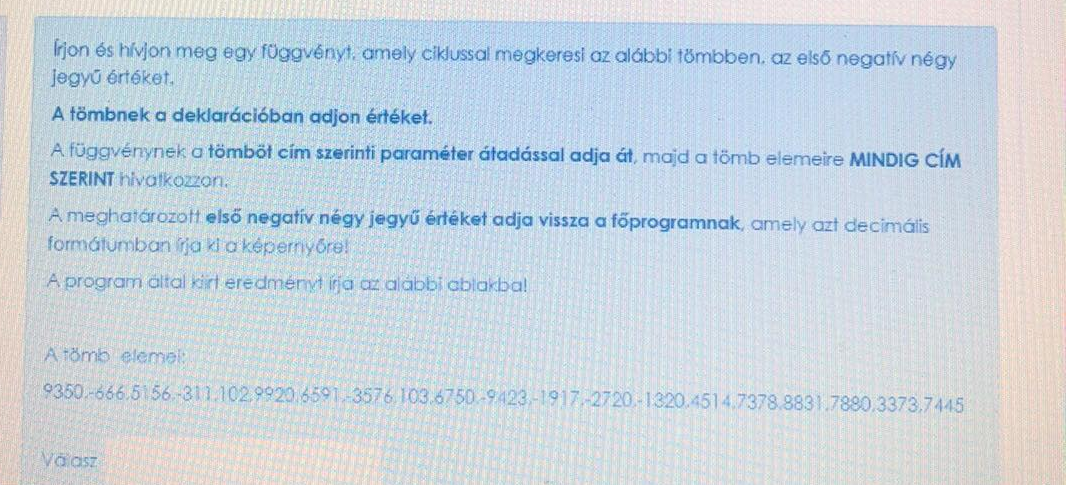 Írjon és hívjon meg egy függvényt, amely ciklussal megkeresi az alábbi tömbben, az első negatív négy
jegyű értéket.
A tömbnek a deklarációban adjon értéket.
A függvénynek a tömböt cím szerinti paraméter átadással adja át, majd a tömb elemeire MINDIG CÍM
SZERINT hivatkozzon.
A meghatározott első negatív négy jegyű értéket adja vissza a főprogramnak, amely azt decimális
formátumban írja ki a képernyőre!
A program által kiírt eredményt írja az alábbi ablakba!
A tömb elemei:
9350,-666,5156,-311,102,9920,6591,-3576,103,6750,-9423,-1917,-2720,-1320,4514,7378,8831,7880,3373,7445
Válasz